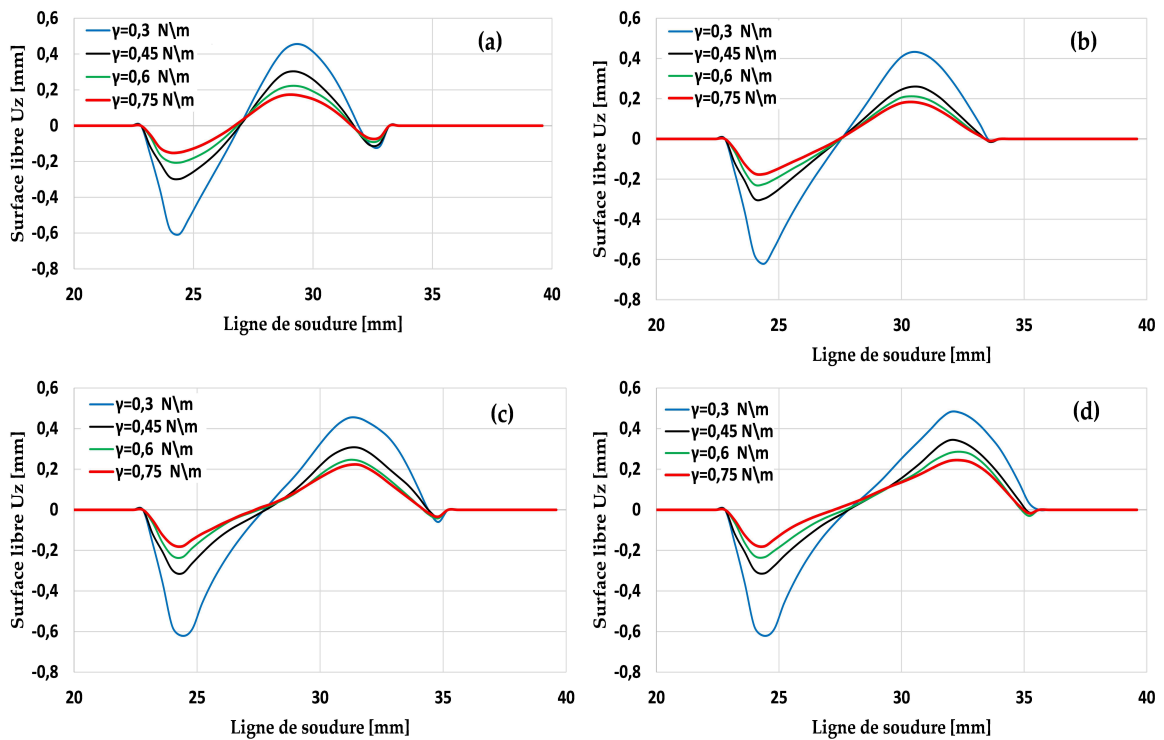 (a)
γ=0,3 N\m
γ=0,45 N\m
γ=0,6 N\m
γ=0,75 N\m
Surface libre Uz [mm]
0,6
0,4
0,2
0
-0,2
-0,4
-0,6
-0,8
20 25 30 35 40
Ligne de soudure [mm]
(b)
γ=0,3 N\m
γ=0,45 N\m
γ=0,6 N\m
γ=0,75 N\m
Surface libre Uz [mm]
0,6
0,4
0,2
0
-0,2
-0,4
-0,6
-0,8
20 25 30 35 40
Ligne de soudure [mm]
(c)
γ=0,3 N\m
γ=0,45 N\m
γ=0,6 N\m
γ=0,75 N\m
Surface libre Uz [mm]
0,6
0,4
0,2
0
-0,2
-0,4
-0,6
-0,8
20 25 30 35 40
Ligne de soudure [mm]
(d)
γ=0,3 N\m
γ=0,45 N\m
γ=0,6 N\m
γ=0,75 N\m
Surface libre Uz [mm]
0,6
0,4
0,2
0
-0,2
-0,4
-0,6
-0,8
20 25 30 35 40
Ligne de soudure [mm]